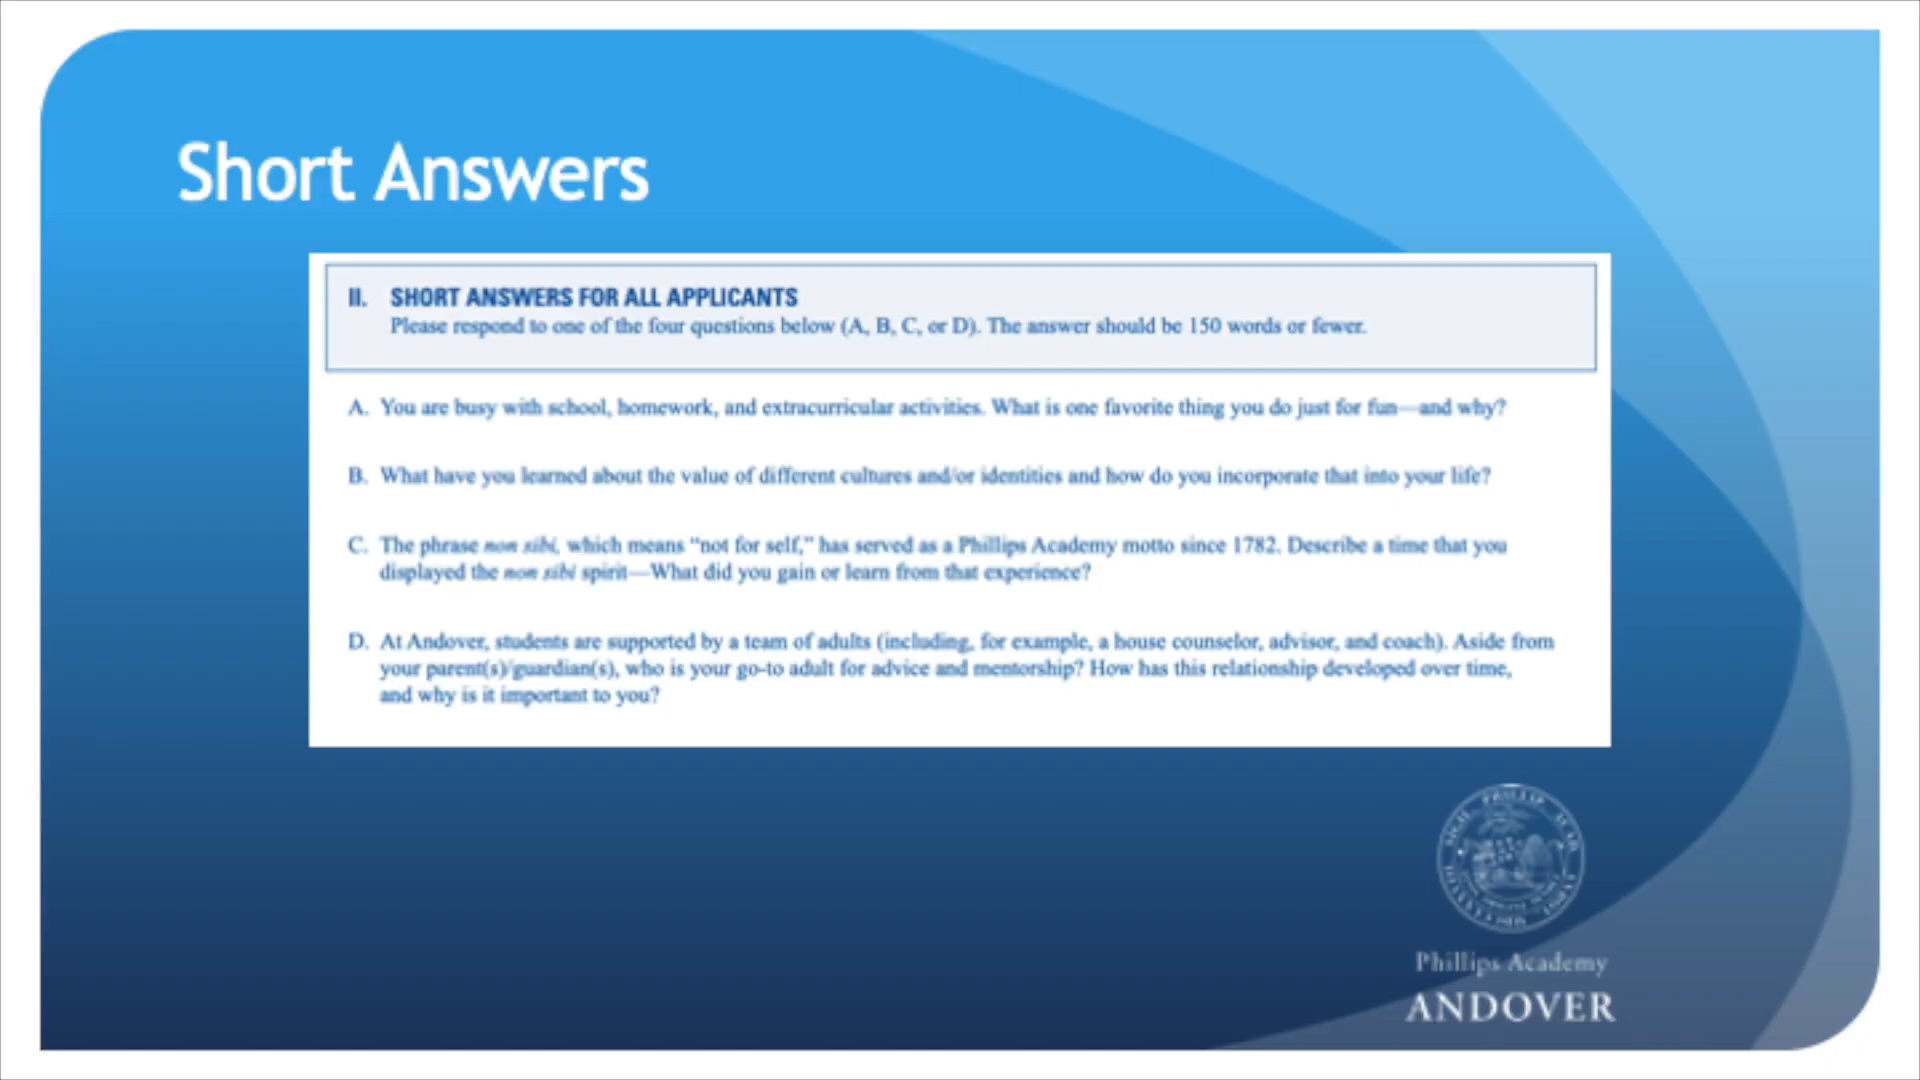 Short Answers
II. SHORT ANSWERS FOR ALL APPLICANTS
Please respond to one of the four questions below (A, B, C, or D). The answer should be 150 words or fewer.
A. You are busy with school, homework, and extracurricular activities. What is one favorite thing you do just for fun—and why?
B. What have you learned about the value of different cultures and/or identities and how do you incorporate that into your life?
C. The phrase non sibi, which means “not for self,” has served as a Phillips Academy motto since 1782. Describe a time that you
displayed the non sibi spirit—What did you gain or learn from that experience?
D. At Andover, students are supported by a team of adults (including, for example, a house counselor, advisor, and coach). Aside from
your parent(s)/guardian(s), who is your go-to adult for advice and mentorship? How has this relationship developed over time,
and why is it important to you?
Phillips Academy
ANDOVER